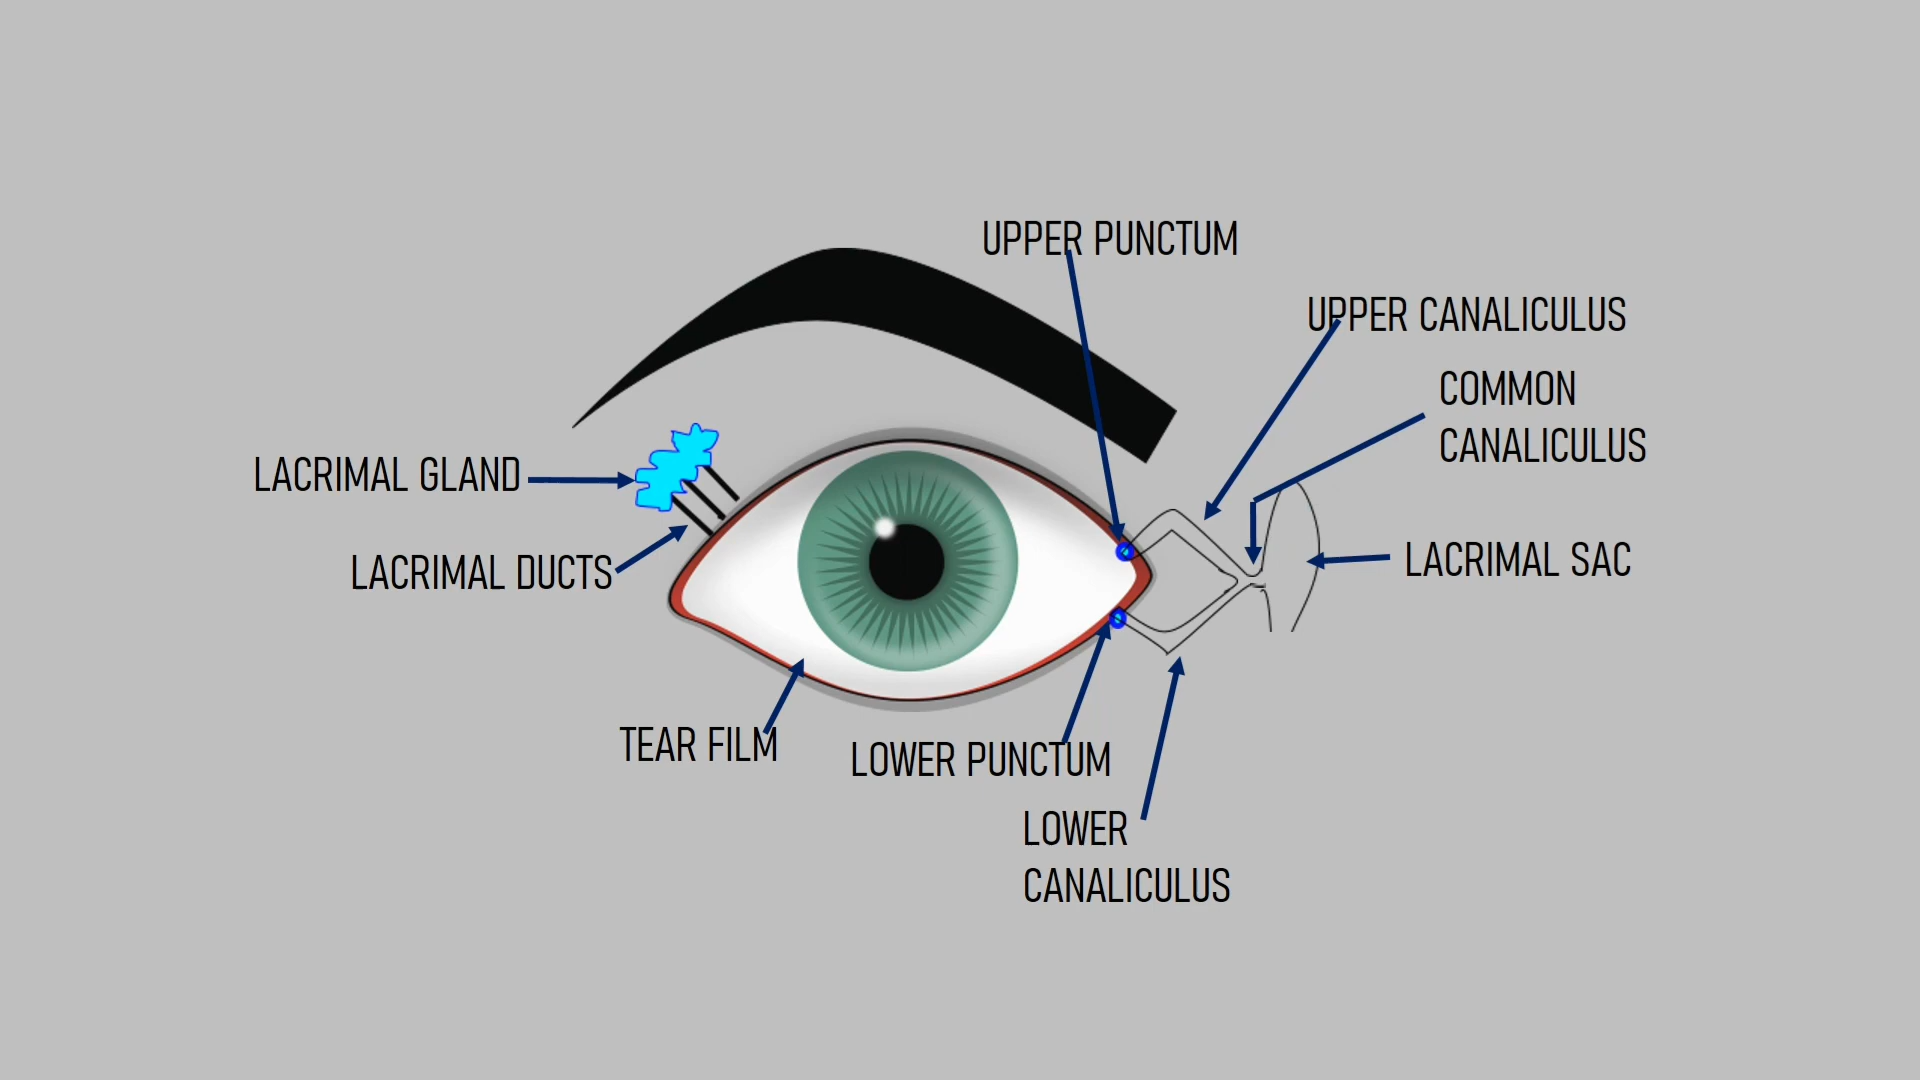 UPPER PUNCTUM
UPPER CANALICULUS
COMMON
CANALICULUS
LACRIMAL GLAND
LACRIMAL SAC
LACRIMAL DUCTS
TEAR FILM
LOWER PUNCTUM
LOWER
CANALICULUS